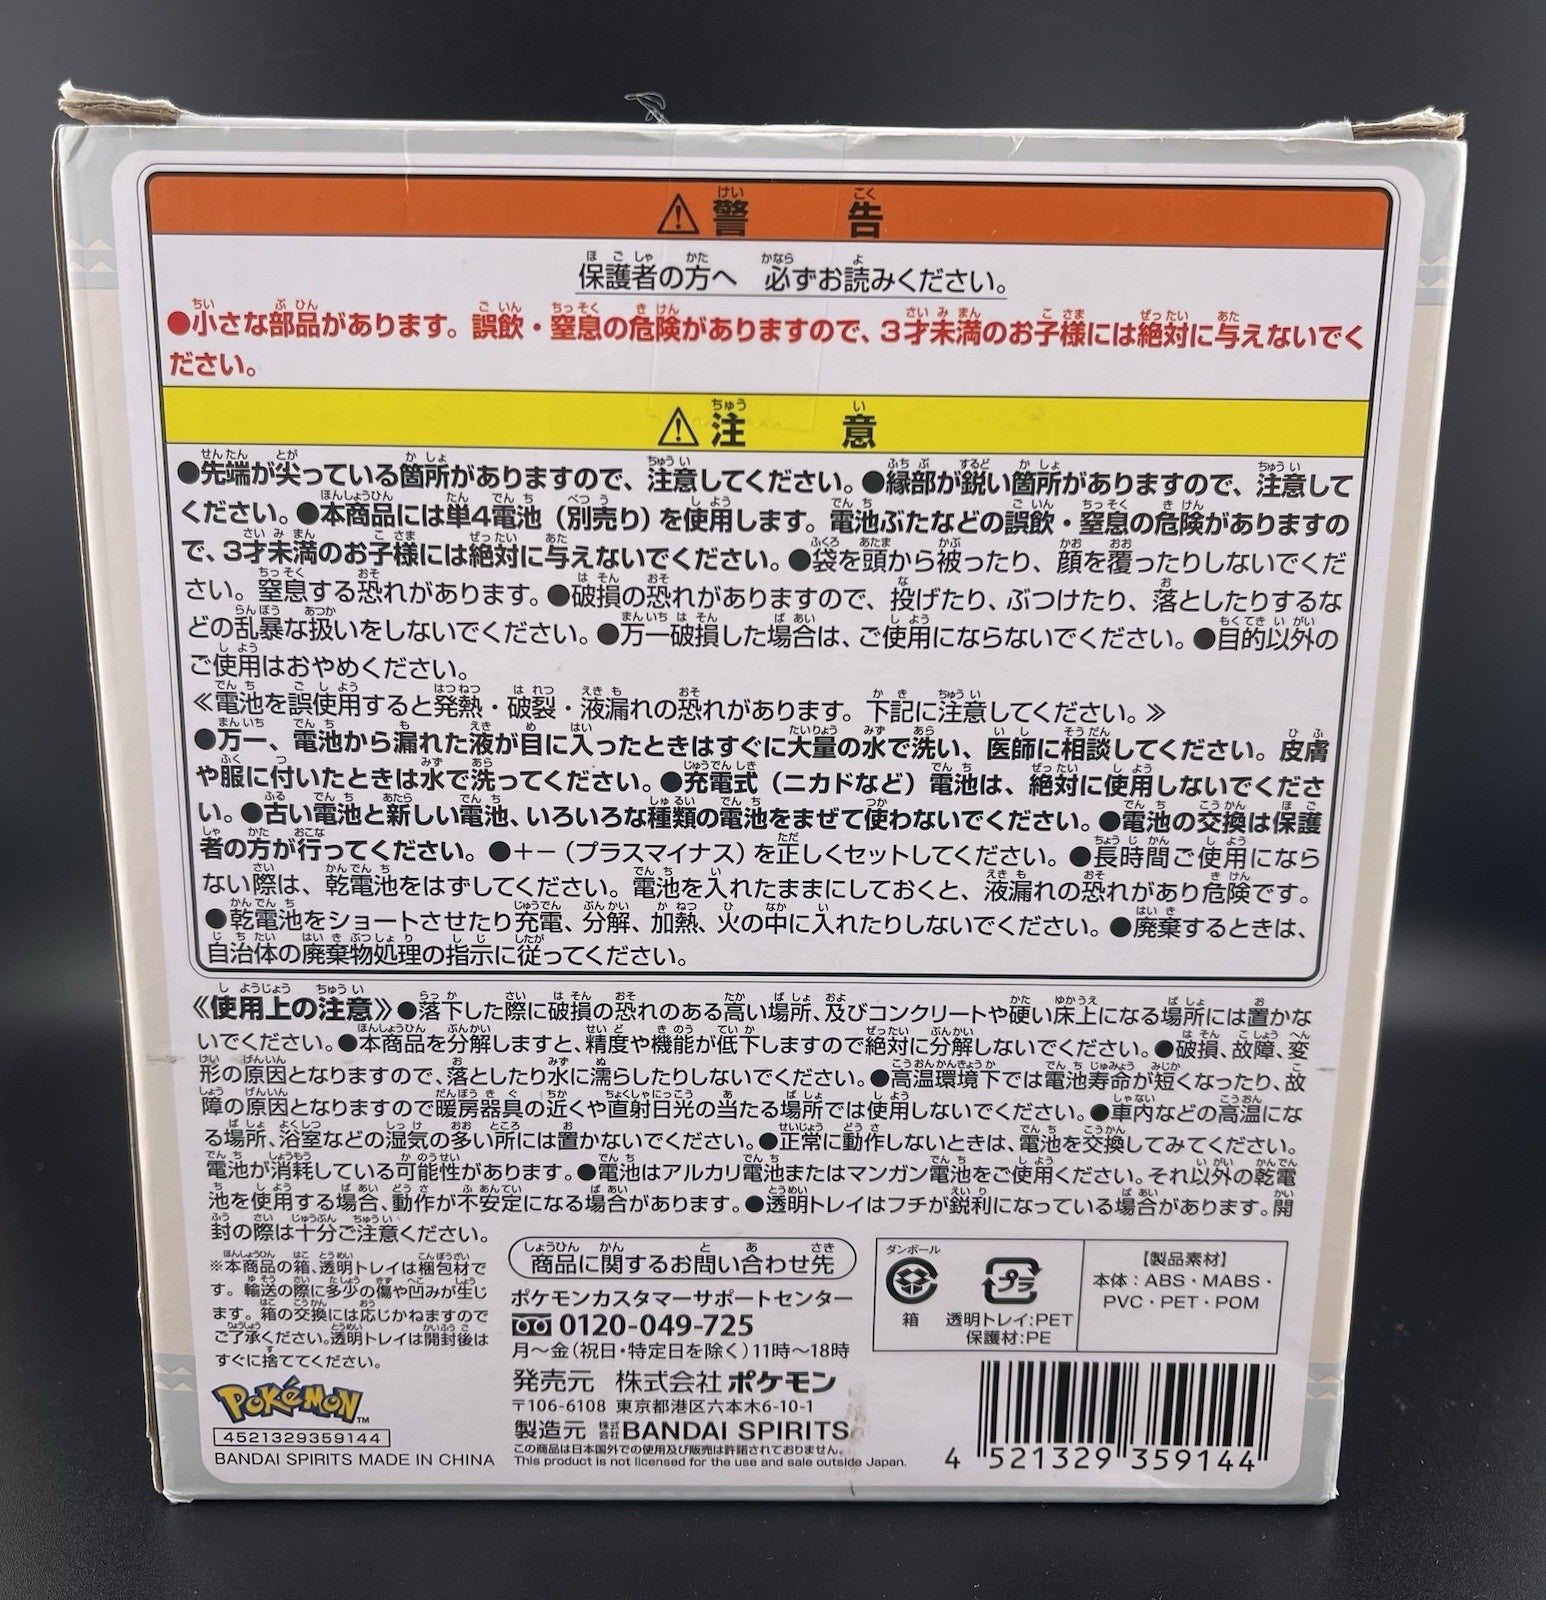 ⚠警告
保護者の方へ 必ずお読みください。
●小さな部品があります。誤飲・窒息の危険がありますので、3才未満のお子様には絶対に与えないでく
ださい。
⚠注意
●先端が尖っている箇所がありますので、注意してください。●縁部が鋭い箇所がありますので、注意して
ください。●本商品には単4電池（別売り）を使用します。電池ぶたなどの誤飲・窒息の危険がありますの
で、3才未満のお子様には絶対に与えないでください。●袋を頭から被ったり、顔を覆ったりしないでくだ
さい。窒息する恐れがあります。●破損の恐れがありますので、投げたり、ぶつけたり、落としたりするな
どの乱暴な扱いをしないでください。●万一破損した場合は、ご使用にならないでください。●目的以外の
ご使用はおやめください。
≪電池を誤使用すると発熱・破裂・液漏れの恐れがあります。下記に注意してください。≫
●万一、電池から漏れた液が目に入ったときはすぐに大量の水で洗い、医師に相談してください。皮膚
や服に付いたときは水で洗ってください。●充電式（ニカドなど）電池は、絶対に使用しないでくださ
い。●古い電池と新しい電池、いろいろな種類の電池をまぜて使わないでください。●電池の交換は保護
者の方が行ってください。●＋－（プラスマイナス）を正しくセットしてください。●長時間ご使用になら
ない際は、乾電池をはずしてください。電池を入れたままにしておくと、液漏れの恐れがあり危険です。
●乾電池をショートさせたり充電、分解、加熱、火の中に入れたりしないでください。●廃棄するときは、
自治体の廃棄物処理の指示に従ってください。
≪使用上の注意≫●落下した際に破損の恐れのある高い場所、及びコンクリートや硬い床上になる場所には置かな
いでください。●本商品を分解しますと、精度や機能が低下しますので絶対に分解しないでください。●破損、故障、変
形の原因となりますので、落としたり水に濡らしたりしないでください。●高温環境下では電池寿命が短くなったり、故
障の原因となりますので暖房器具の近くや直射日光の当たる場所では使用しないでください。●車内などの高温にな
る場所、浴室などの湿気の多い所には置かないでください。●正常に動作しないときは、電池を交換してみてください。
電池が消耗している可能性があります。●電池はアルカリ電池またはマンガン電池をご使用ください。それ以外の乾電
池を使用する場合、動作が不安定になる場合があります。●透明トレイはフチが鋭利になっている場合があります。開
封の際は十分ご注意ください。
※本商品の箱、透明トレイは梱包材で
す。輸送の際に多少の傷や凹みが生じ
ます。箱の交換には応じかねますので
ご了承ください。透明トレイは開封後は
すぐに捨ててください。
POKéMON™
4521329359144
BANDAI SPIRITS MADE IN CHINA
商品に関するお問い合わせ先
ポケモンカスタマーサポートセンター
0120-049-725
月～金（祝日・特定日を除く）11時～18時
発売元 株式会社ポケモン
〒106-6108 東京都港区六本木6-10-1
製造元 株式会社BANDAI SPIRITS
この商品は日本国外での使用及び販売は許諾されておりません。
This product is not licensed for the use and sale outside Japan.
ダンボール
箱
プラ
透明トレイ:PET
保護材:PE
【製品素材】
本体：ABS・MABS・
PVC・PET・POM
4 521329 359144